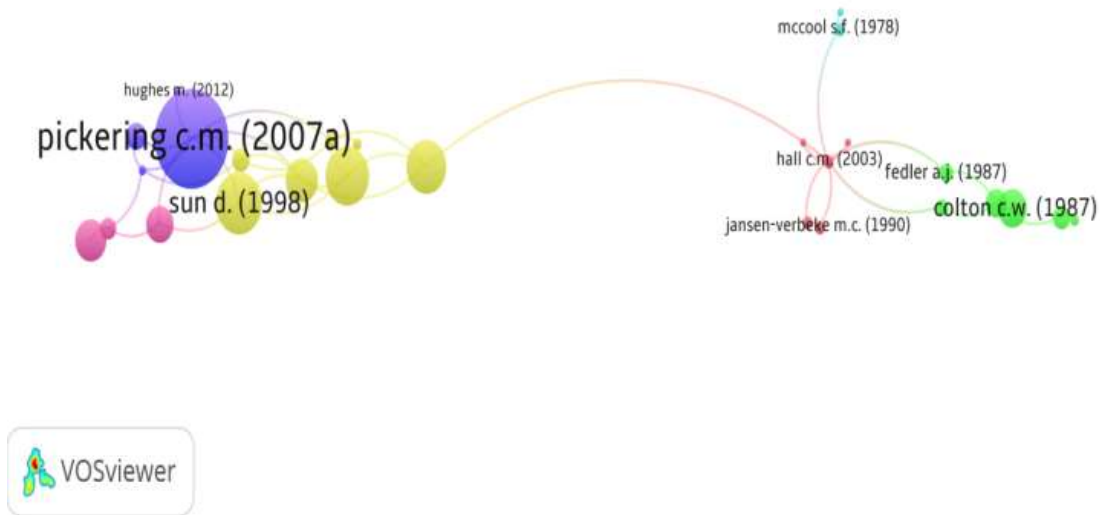 mccool s.f. (1978)
hughes m. (2012)
pickering c.m. (2007a)
hall c.m. (2003)
fedler a.j. (1987)
sun d. (1998)
colton c.w. (1987)
jansen-verbeke m.c. (1990)
VOSviewer